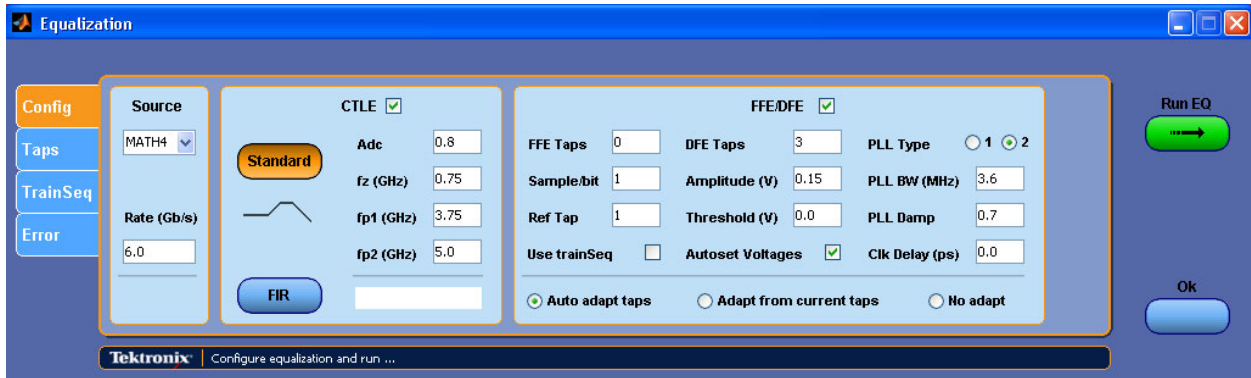 Equalization
Config
Taps
TrainSeq
Error
Source
MATH4
Rate (Gb/s)
6.0
CTLE
Standard
FIR
Adc 0.8
fz (GHz) 0.75
fp1 (GHz) 3.75
fp2 (GHz) 5.0
FFE/DFE
FFE Taps 0 DFE Taps 3 PLL Type 1 2
Sample/bit 1 Amplitude (V) 0.15 PLL BW (MHz) 3.6
Ref Tap 1 Threshold (V) 0.0 PLL Damp 0.7
Use trainSeq Autoset Voltages Clk Delay (ps) 0.0
Auto adapt taps Adapt from current taps No adapt
Run EQ
Ok
Tektronix Configure equalization and run ...